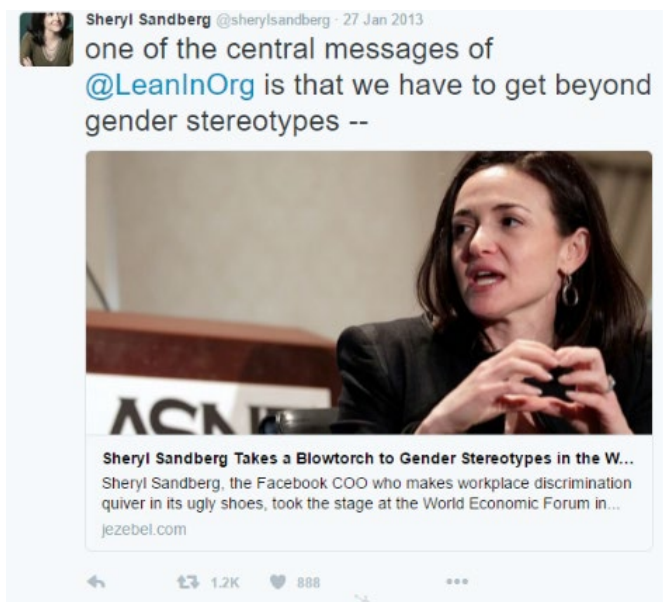 Sheryl Sandberg @sherylsandberg · 27 Jan 2013
one of the central messages of
@LeanInOrg is that we have to get beyond
gender stereotypes --
ASN
Sheryl Sandberg Takes a Blowtorch to Gender Stereotypes in the W...
Sheryl Sandberg, the Facebook COO who makes workplace discrimination
quiver in its ugly shoes, took the stage at the World Economic Forum in...
jezebel.com
1.2K 888